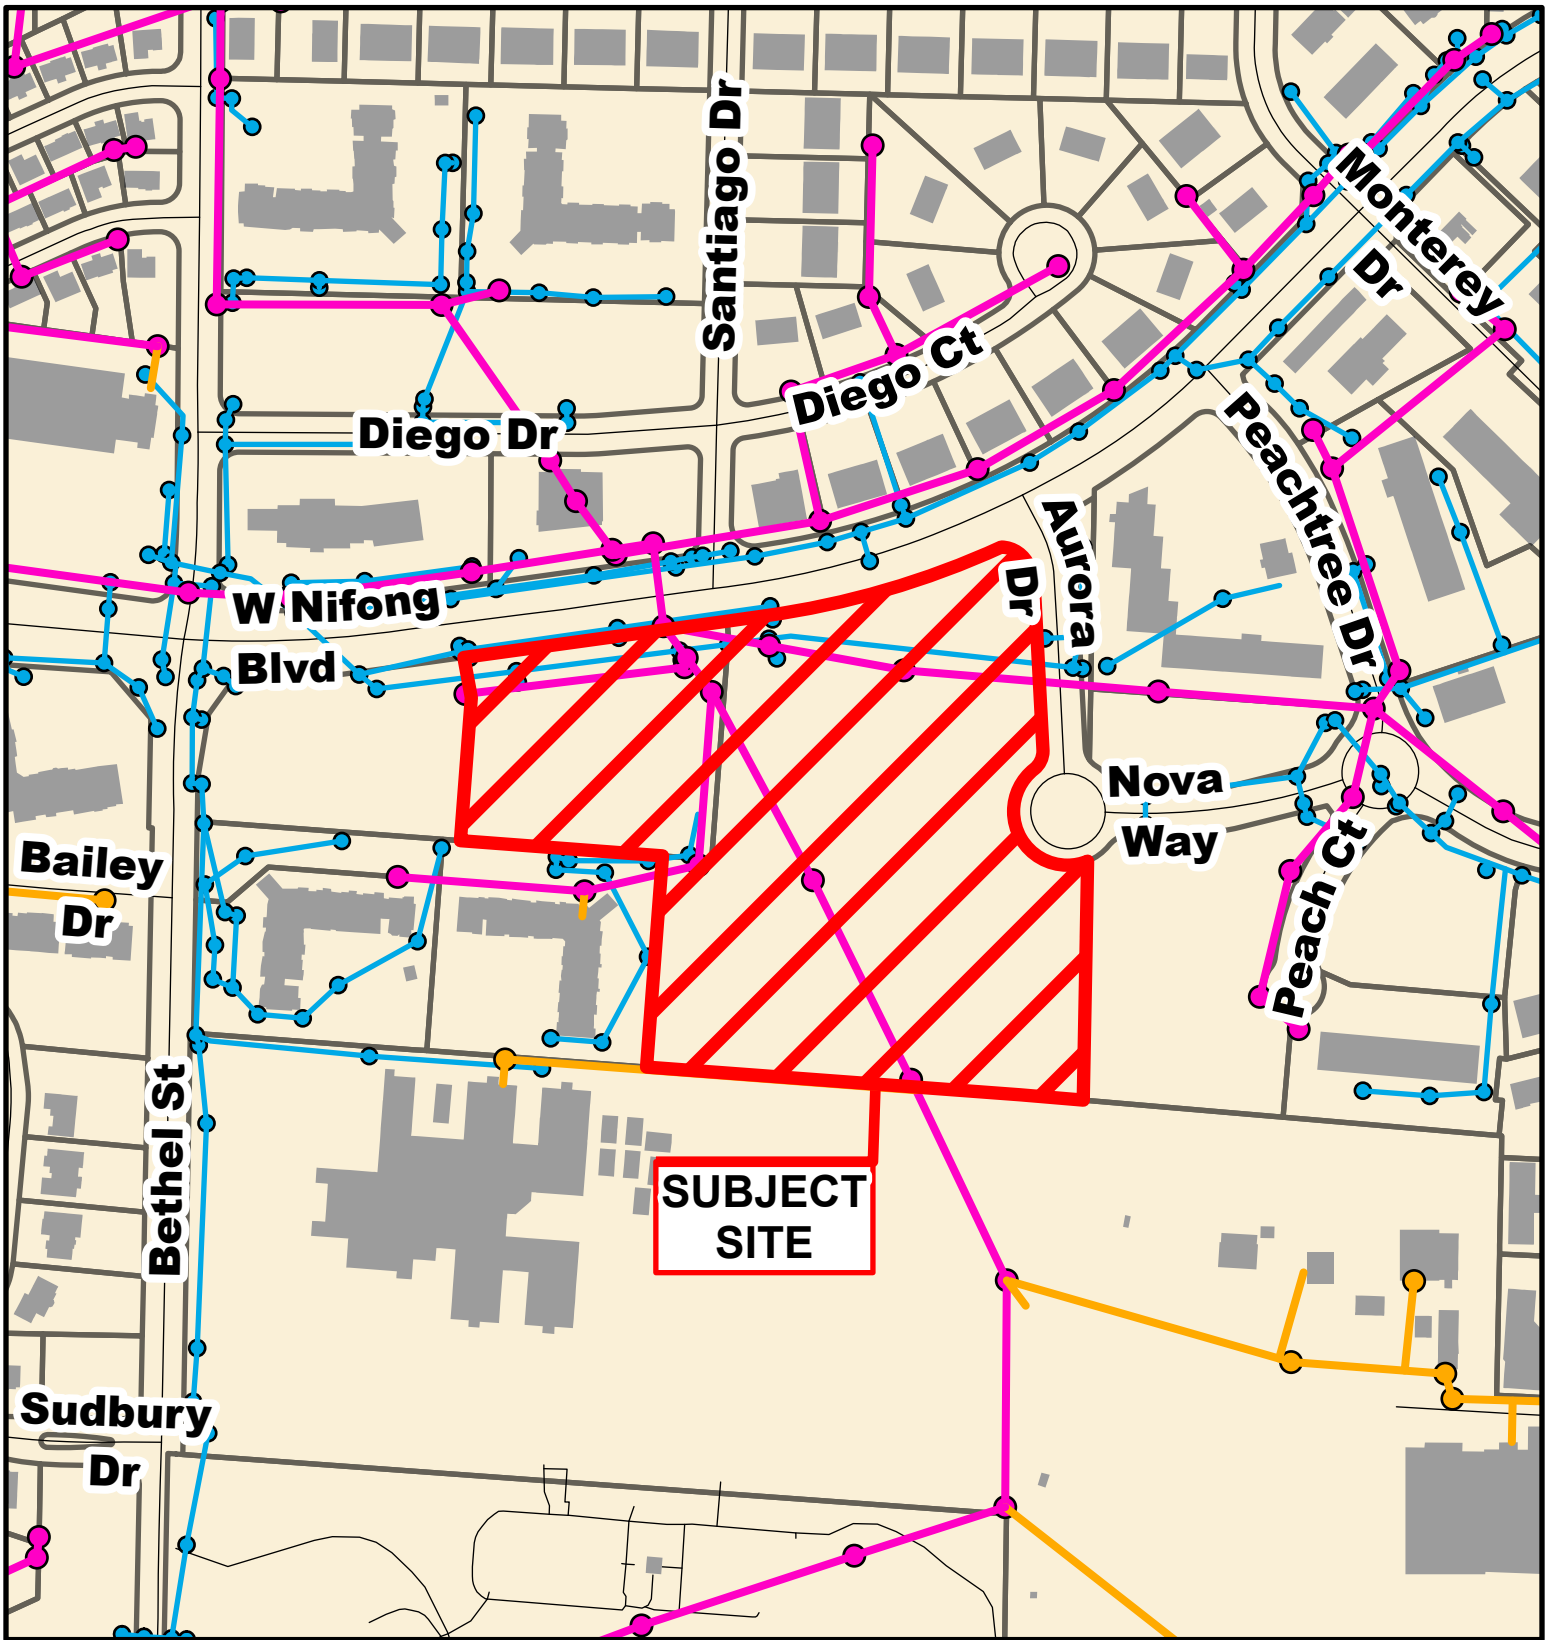 Santiago Dr
Monterey
Dr
Diego Ct
Diego Dr
Peachtree Dr
Aurora
Dr
W Nifong
Blvd
Nova
Way
Bailey
Dr
Peach Ct
Bethel St
SUBJECT
SITE
Sudbury
Dr